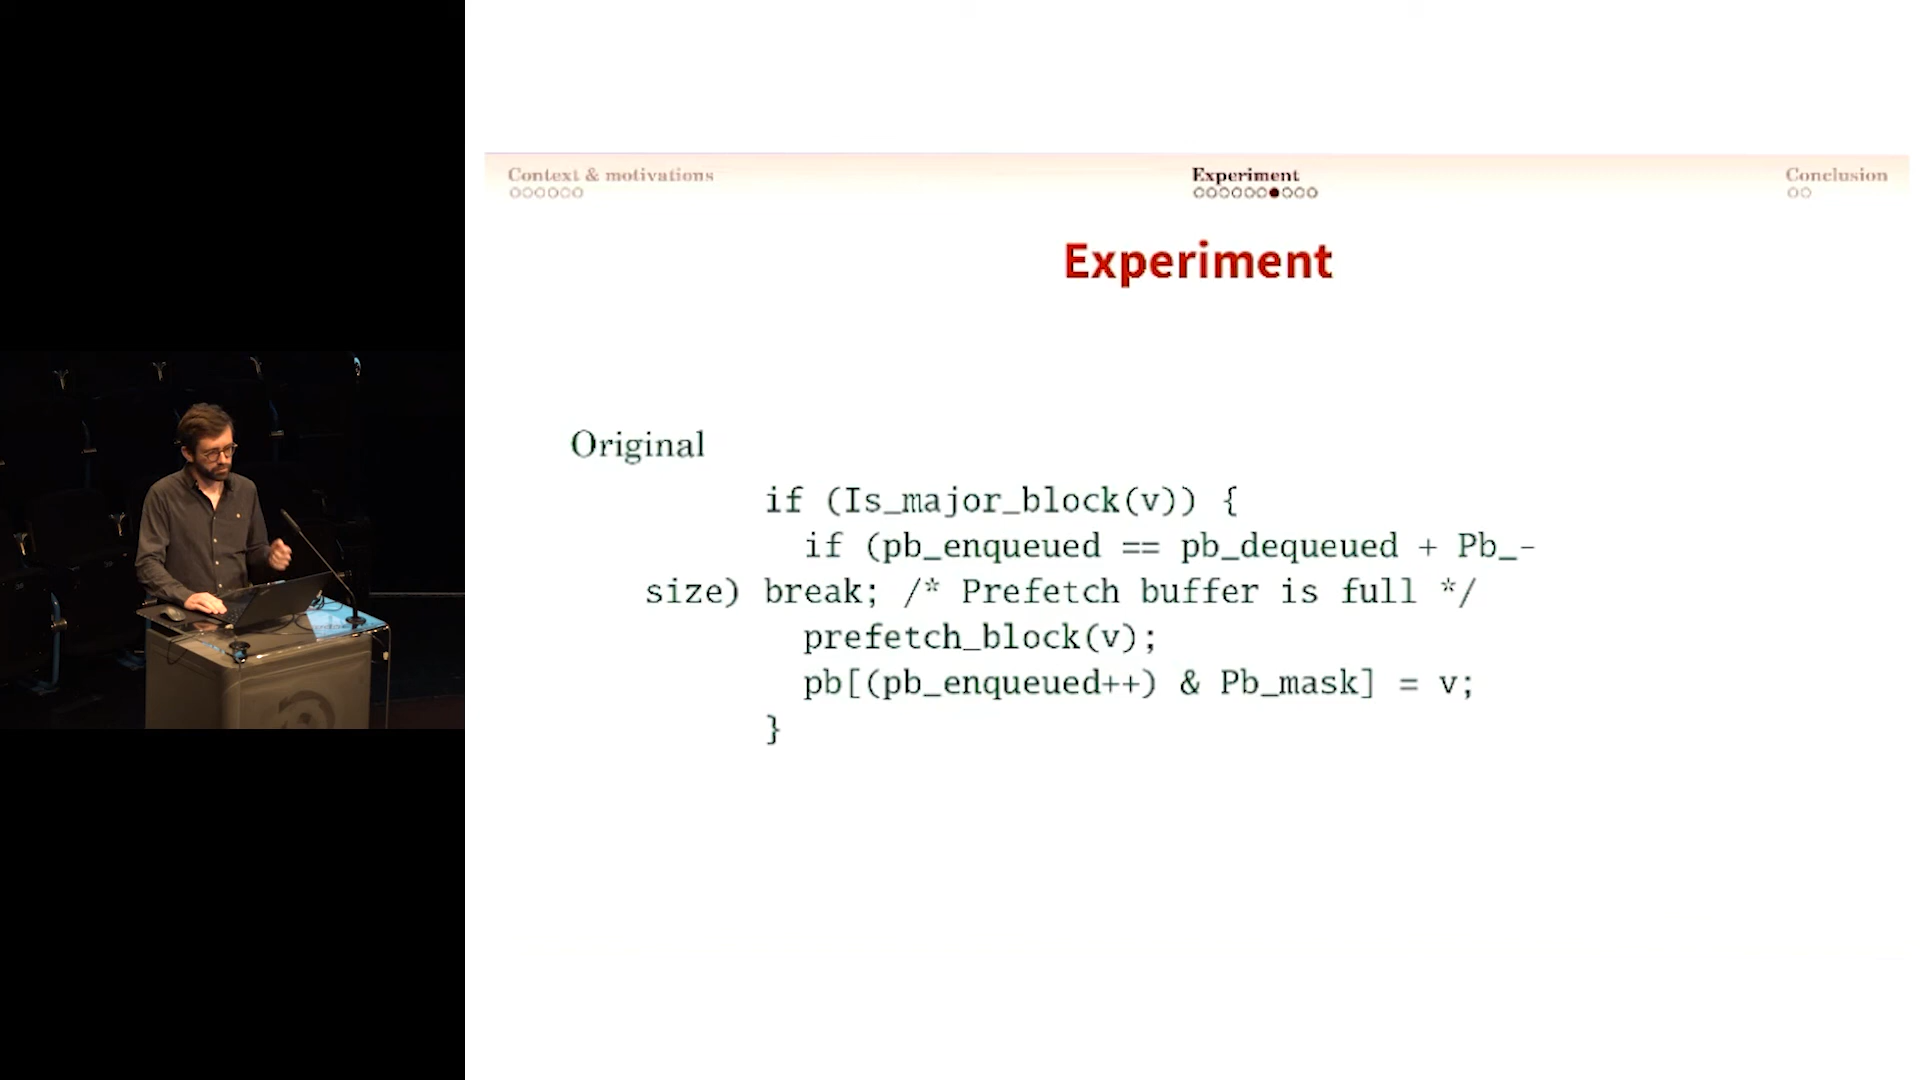 Context & motivations
Experiment
Conclusion
Experiment
Original
if (Is_major_block(v)) {
if (pb_enqueued == pb_dequeued + Pb_-
size) break; /* Prefetch buffer is full */
prefetch_block(v);
pb[(pb_enqueued++) & Pb_mask] = v;
}